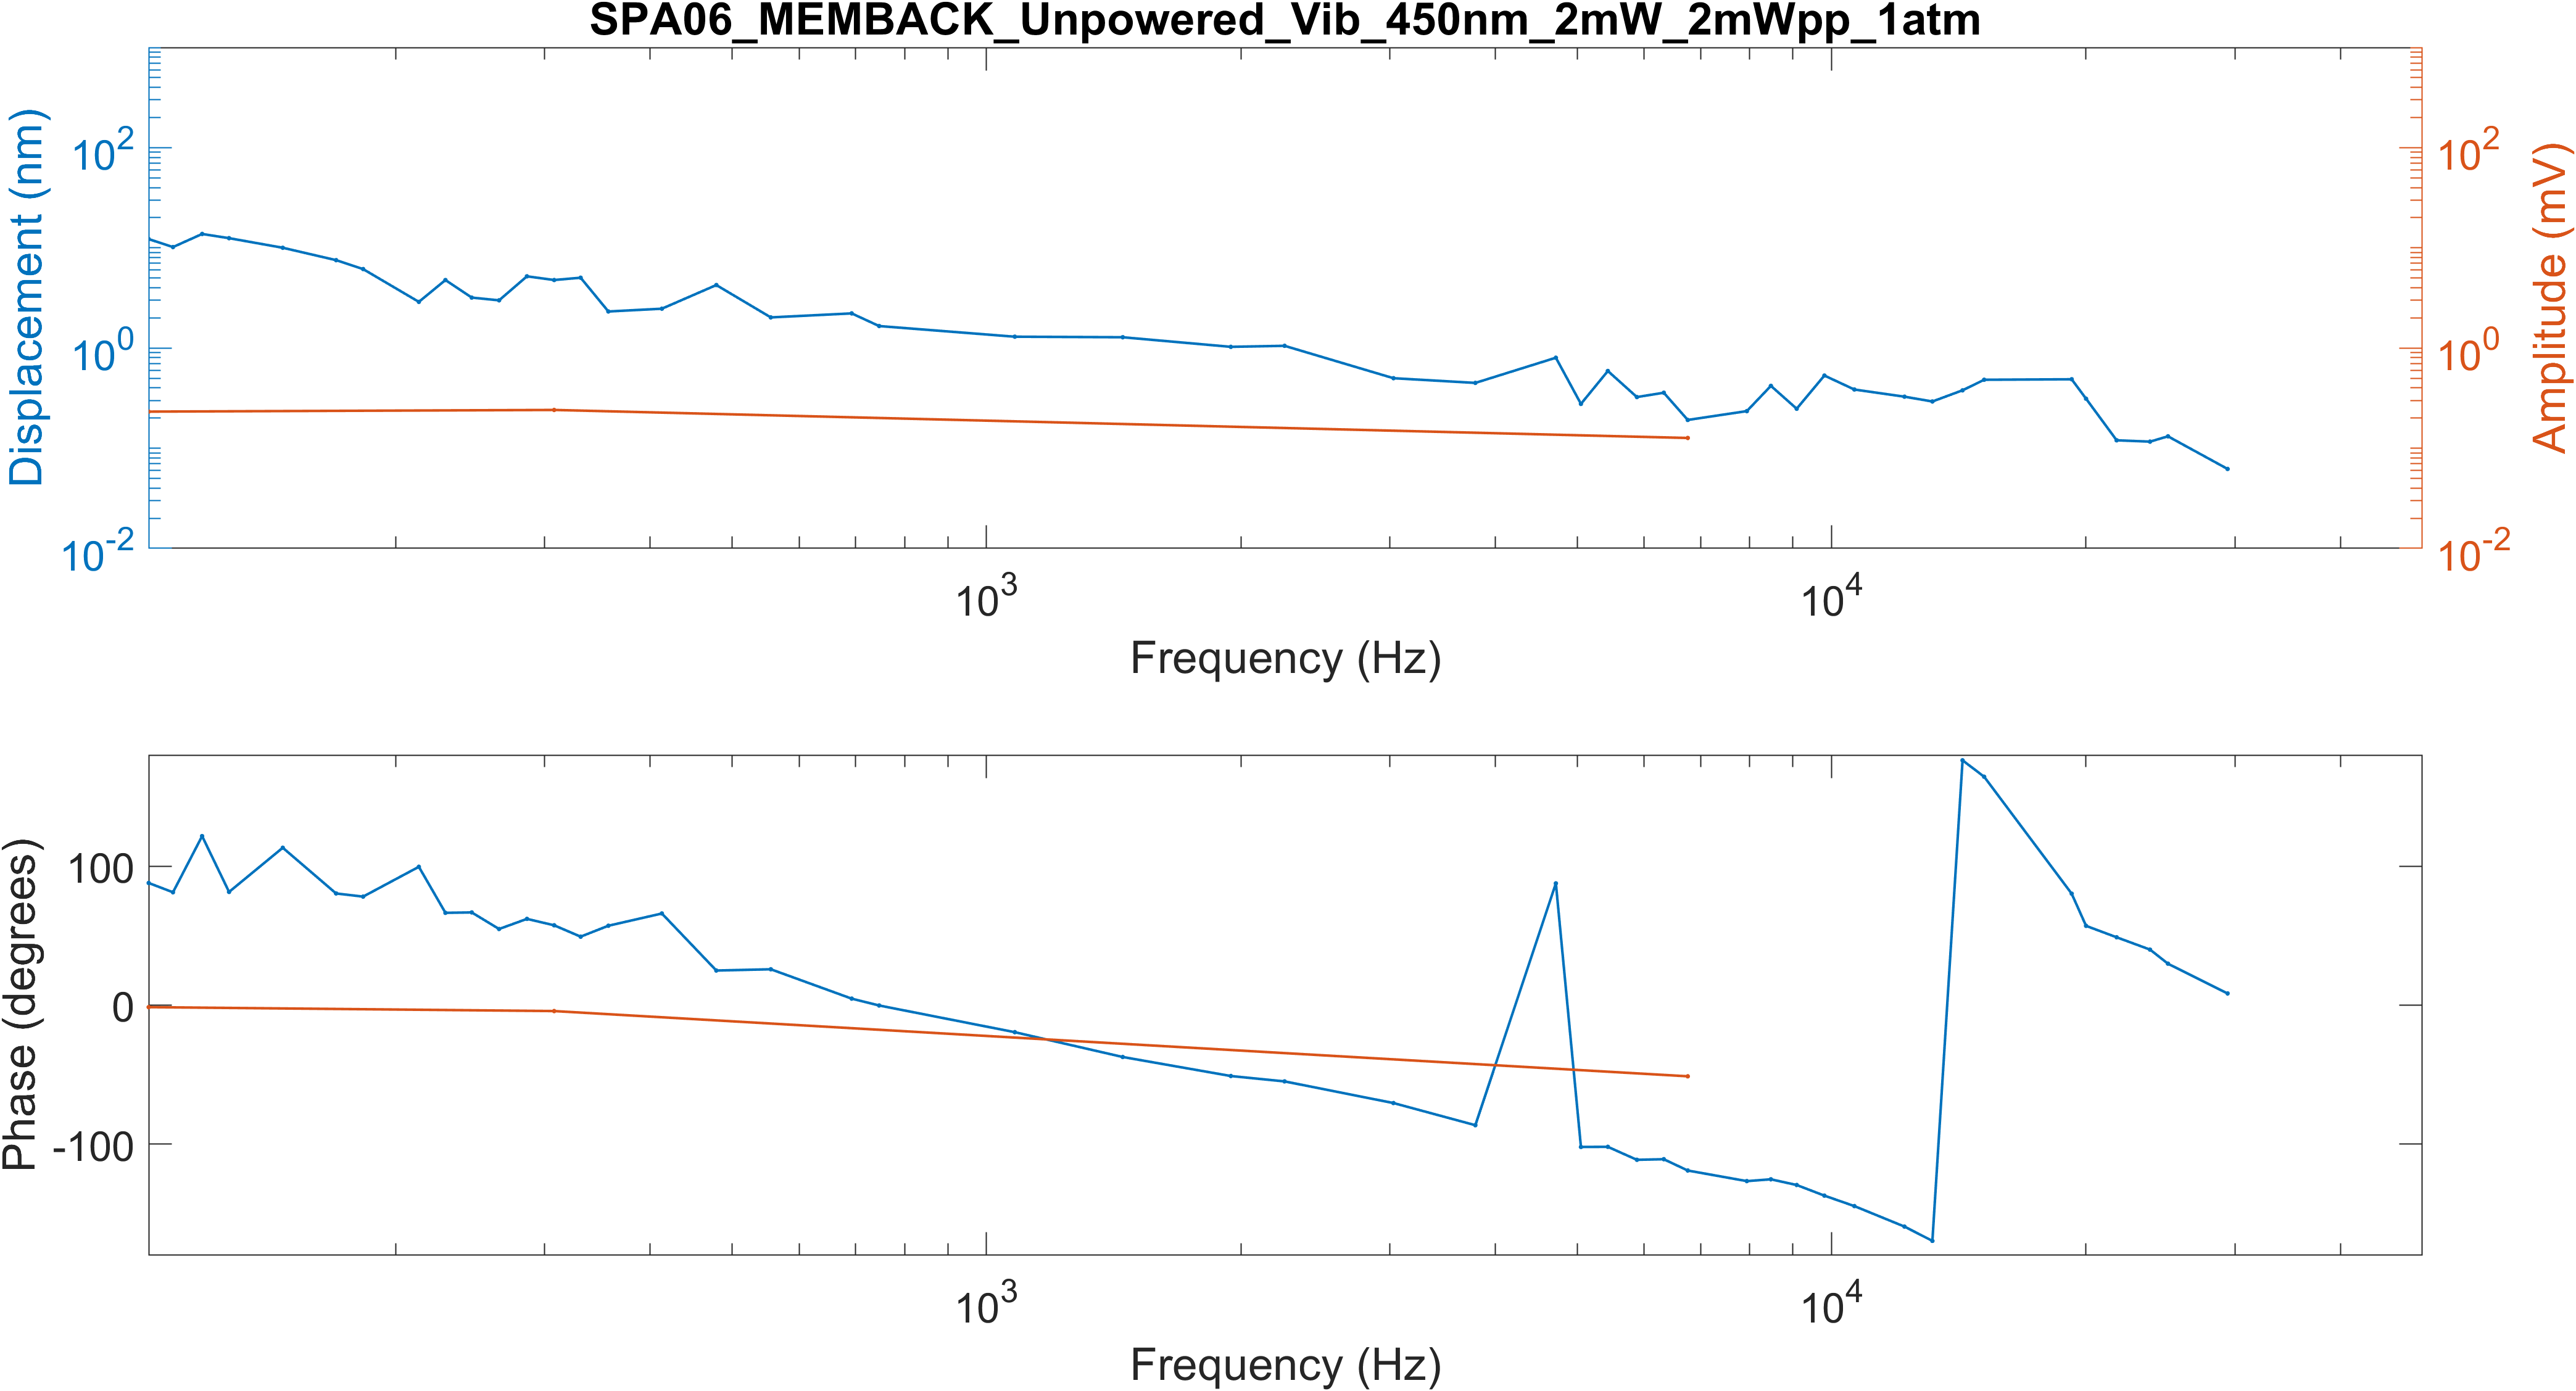 SPA06_MEMBACK_Unpowered_Vib_450nm_2mW_2mWpp_1atm
Displacement (nm)
10^2
10^0
10^-2
Amplitude (mV)
10^2
10^0
10^-2
10^3
10^4
Frequency (Hz)
Phase (degrees)
100
0
-100
10^3
10^4
Frequency (Hz)